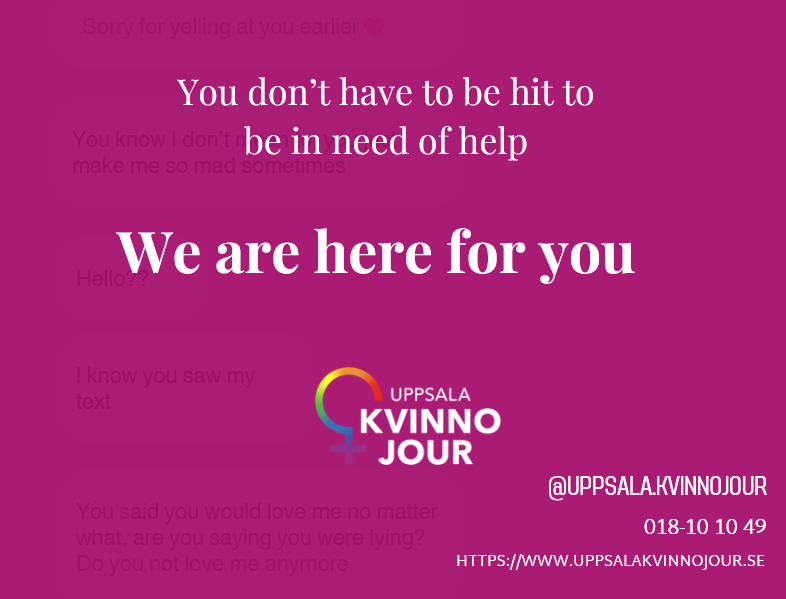 Sorry for yelling at you earlier❤️
You don't have to be hit to
You know I don't
be in need of help
make me so mad sometimes
We are here for you
Hello??
I know you saw my
text
UPPSALA
KVINNO
JOUR
@UPPSALA.KVINNOJOUR
You said you would love me no matter
018-10 10 49
what, are you saying you were lying?
HTTPS://WWW.UPPSALAKVINNOJOUR.SE
Do you not love me anymore